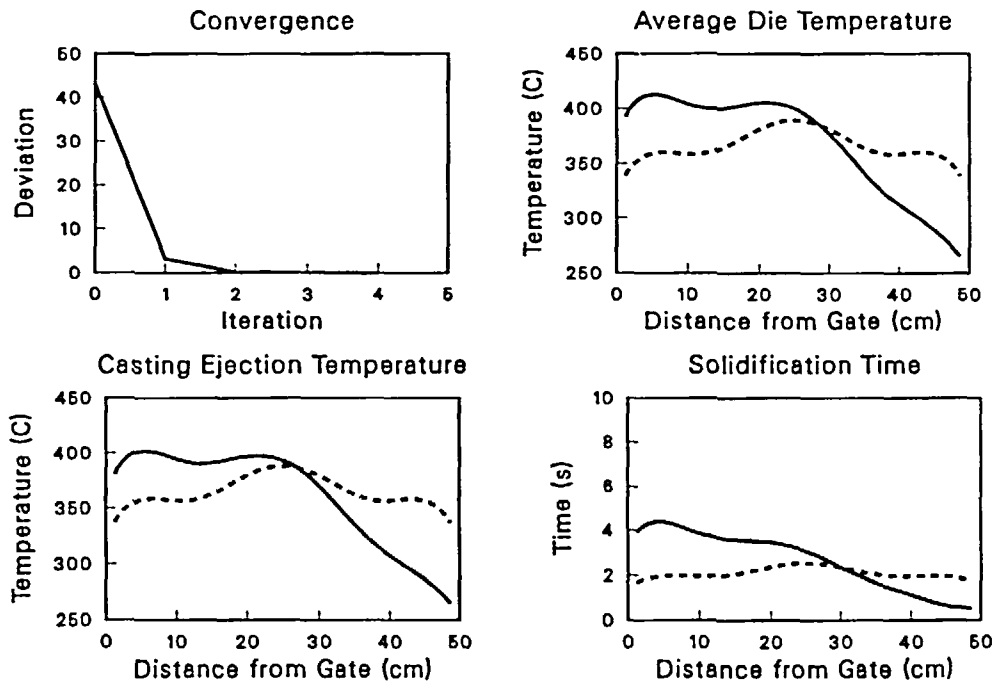 Convergence
50
40
30
20
10
0
Deviation
0 1 2 3 4 5
Iteration
Average Die Temperature
450
400
350
300
250
Temperature (C)
0 10 20 30 40 50
Distance from Gate (cm)
Casting Ejection Temperature
450
400
350
300
250
Temperature (C)
0 10 20 30 40 50
Distance from Gate (cm)
Solidification Time
10
8
6
4
2
0
Time (s)
0 10 20 30 40 50
Distance from Gate (cm)